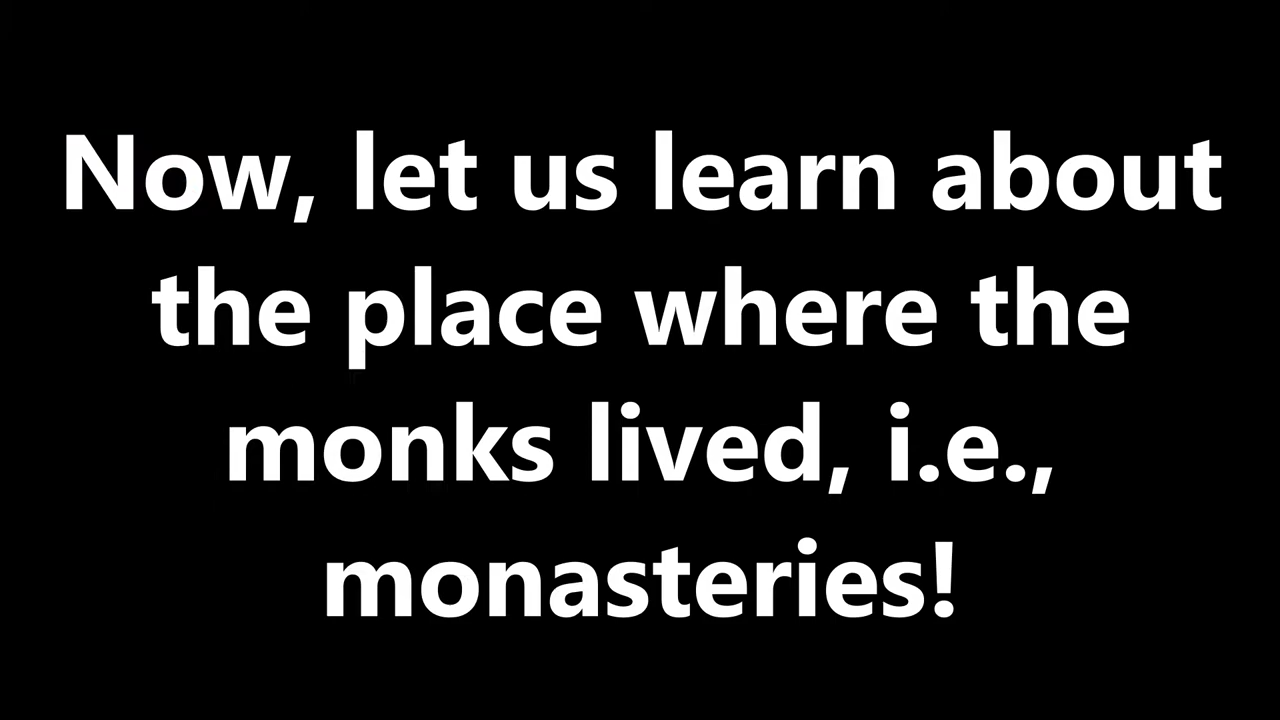 Now, let us learn about
the place where the
monks lived, i.e.,
monasteries!